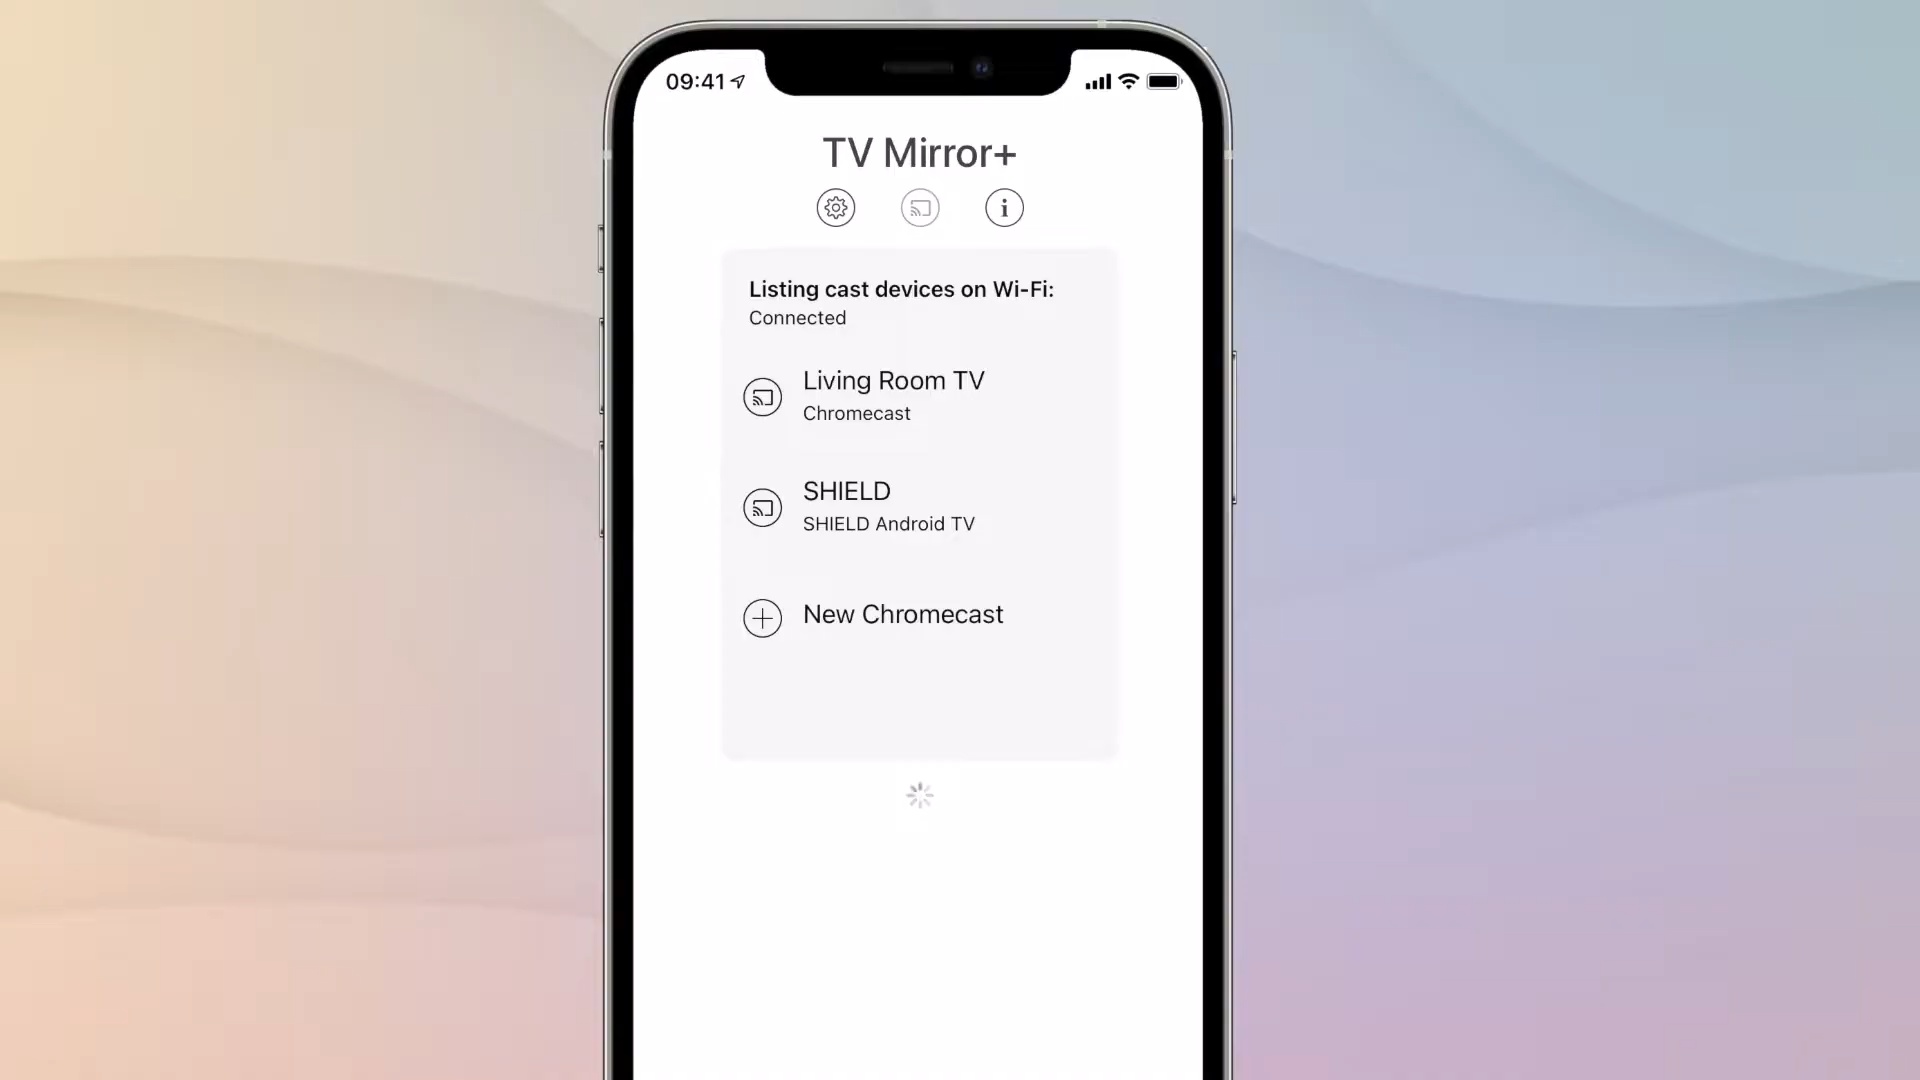 09:41
TV Mirror+
Listing cast devices on Wi-Fi:
Connected
Living Room TV
Chromecast
SHIELD
SHIELD Android TV
New Chromecast